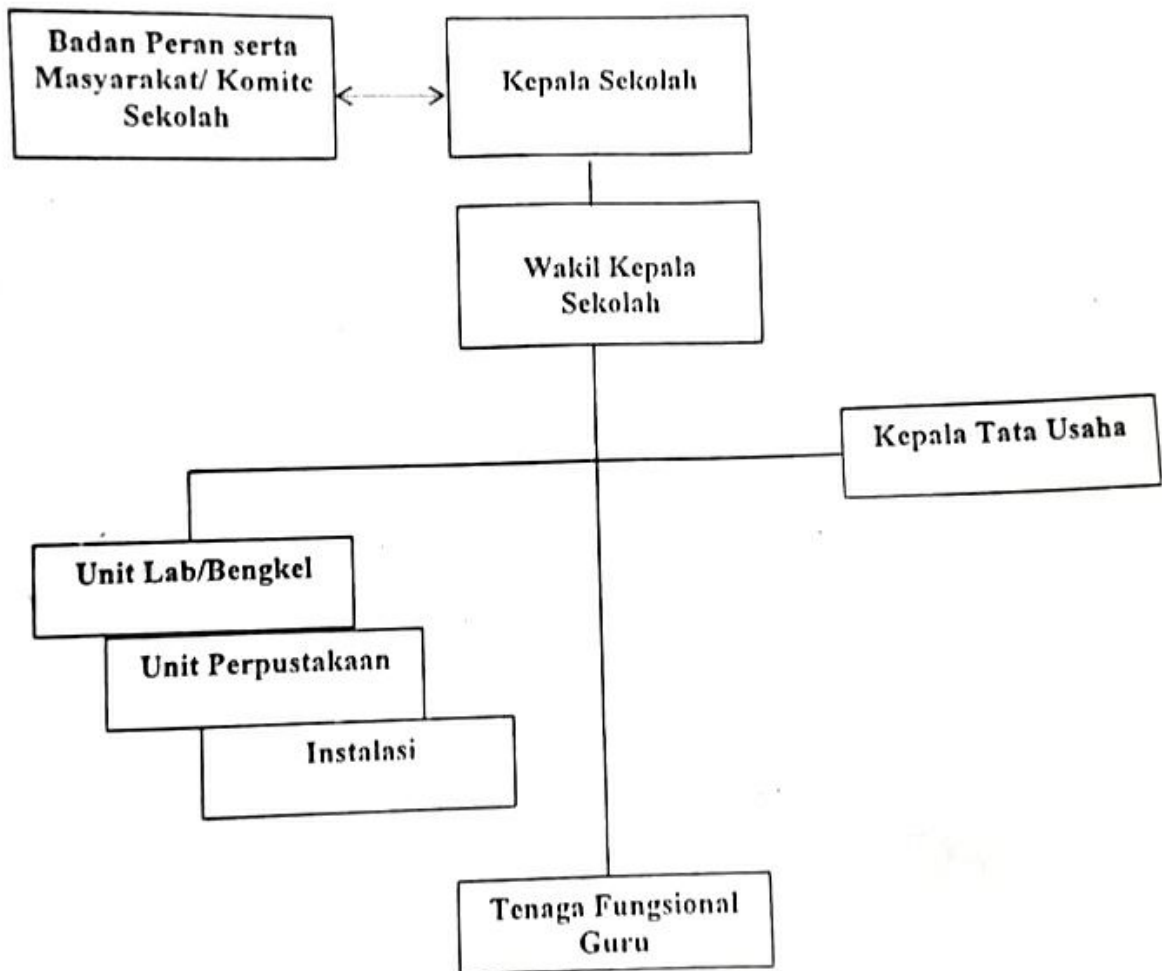 Badan Peran serta
Masyarakat/ Komite
Sekolah
Kepala Sekolah
Wakil Kepala
Sekolah
Kepala Tata Usaha
Unit Lab/Bengkel
Unit Perpustakaan
Instalasi
Tenaga Fungsional
Guru